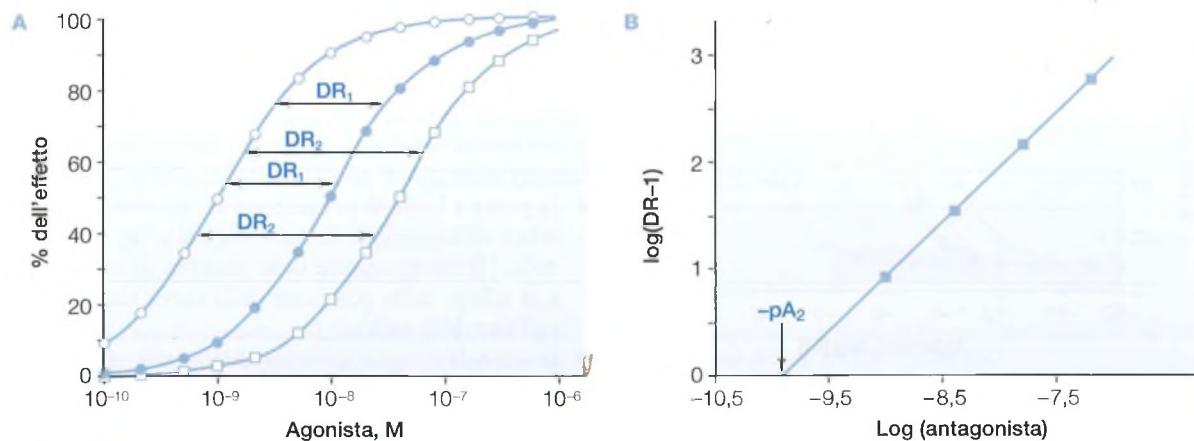 A
% dell'effetto
100
80
60
40
20
0
DR₁
DR₂
DR₁
DR₂
10⁻¹⁰
10⁻⁹
10⁻⁸
10⁻⁷
10⁻⁶
Agonista, M
B
log(DR–1)
3
2
1
0
–pA₂
–10,5
–9,5
–8,5
–7,5
Log (antagonista)